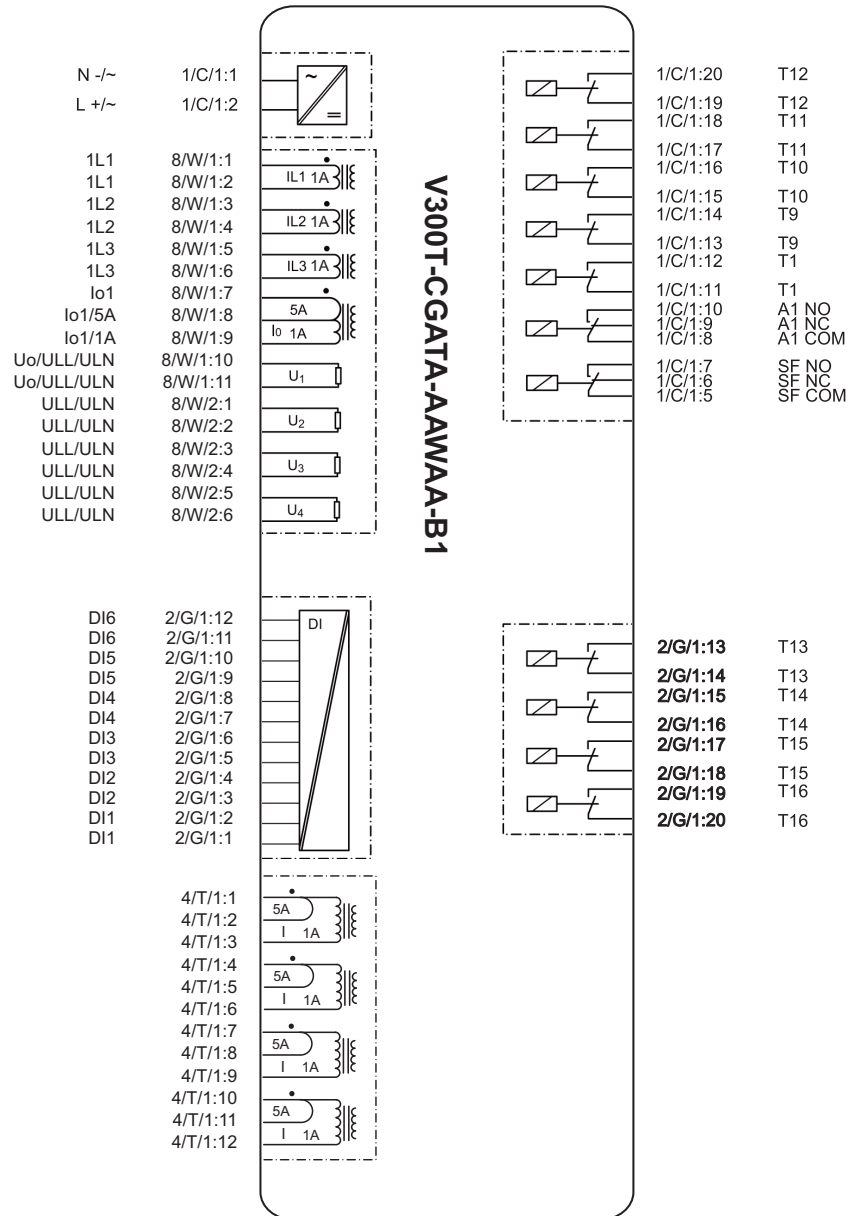 N -/~ 1/C/1:1
L +/~ 1/C/1:2
~
=
1L1 8/W/1:1
1L1 8/W/1:2
1L2 8/W/1:3
1L2 8/W/1:4
1L3 8/W/1:5
1L3 8/W/1:6
Io1 8/W/1:7
Io1/5A 8/W/1:8
Io1/1A 8/W/1:9
Uo/ULL/ULN 8/W/1:10
Uo/ULL/ULN 8/W/1:11
ULL/ULN 8/W/2:1
ULL/ULN 8/W/2:2
ULL/ULN 8/W/2:3
ULL/ULN 8/W/2:4
ULL/ULN 8/W/2:5
ULL/ULN 8/W/2:6
IL1 1A
IL2 1A
IL3 1A
5A
I0 1A
U1
U2
U3
U4
DI6 2/G/1:12
DI6 2/G/1:11
DI5 2/G/1:10
DI5 2/G/1:9
DI4 2/G/1:8
DI4 2/G/1:7
DI3 2/G/1:6
DI3 2/G/1:5
DI2 2/G/1:4
DI2 2/G/1:3
DI1 2/G/1:2
DI1 2/G/1:1
DI
4/T/1:1
4/T/1:2
4/T/1:3
4/T/1:4
4/T/1:5
4/T/1:6
4/T/1:7
4/T/1:8
4/T/1:9
4/T/1:10
4/T/1:11
4/T/1:12
5A
I 1A
5A
I 1A
5A
I 1A
5A
I 1A
V300T-CGATA-AAWAA-B1
1/C/1:20 T12
1/C/1:19 T12
1/C/1:18 T11
1/C/1:17 T11
1/C/1:16 T10
1/C/1:15 T10
1/C/1:14 T9
1/C/1:13 T9
1/C/1:12 T1
1/C/1:11 T1
1/C/1:10 A1 NO
1/C/1:9 A1 NC
1/C/1:8 A1 COM
1/C/1:7 SF NO
1/C/1:6 SF NC
1/C/1:5 SF COM
2/G/1:13 T13
2/G/1:14 T13
2/G/1:15 T14
2/G/1:16 T14
2/G/1:17 T15
2/G/1:18 T15
2/G/1:19 T16
2/G/1:20 T16